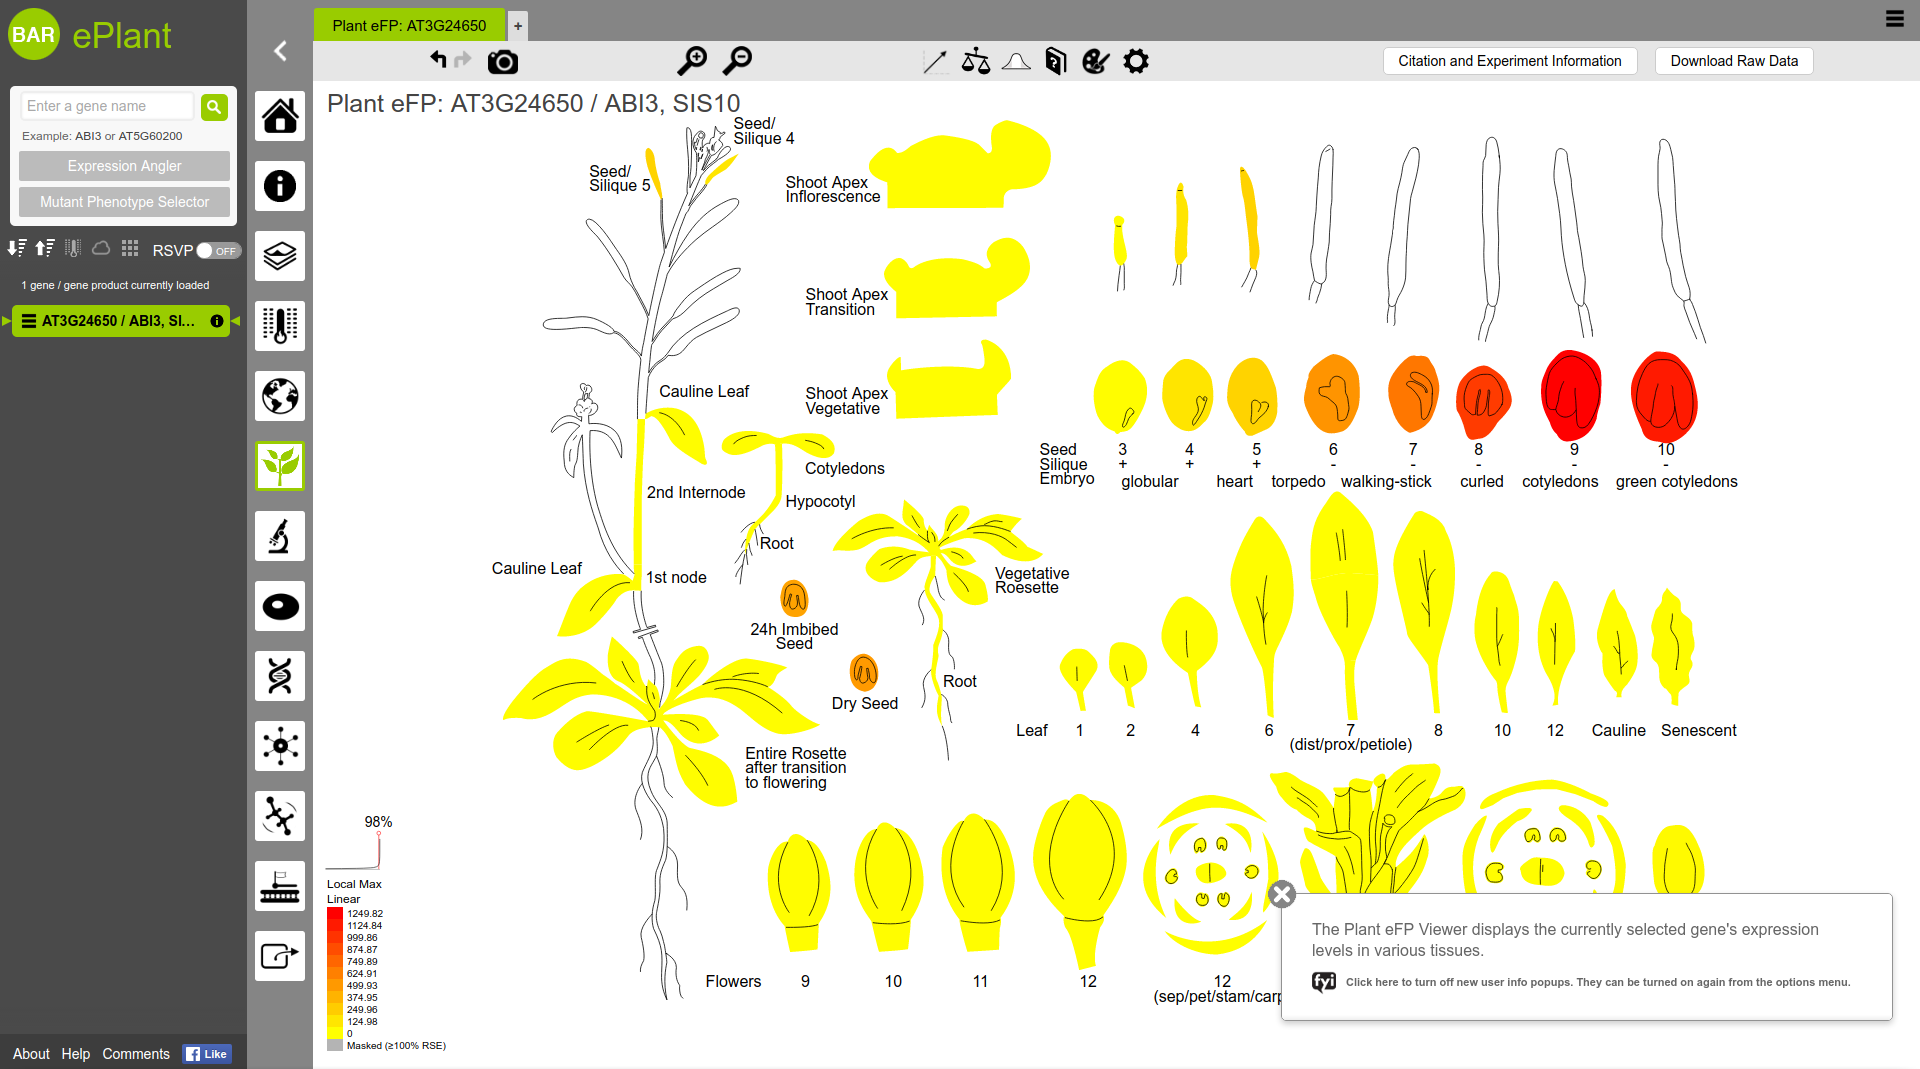 BAR ePlant
Enter a gene name
Example: ABI3 or AT5G60200
Expression Angler
Mutant Phenotype Selector
RSVP OFF
1 gene / gene product currently loaded
AT3G24650 / ABI3, SI...
About Help Comments Like
Plant eFP: AT3G24650 +
Citation and Experiment Information
Download Raw Data
Plant eFP: AT3G24650 / ABI3, SIS10
Seed/
Silique 4
Seed/
Silique 5
Shoot Apex
Inflorescence
Shoot Apex
Transition
Shoot Apex
Vegetative
Cauline Leaf
Cotyledons
2nd Internode
Hypocotyl
Root
Cauline Leaf
1st node
24h Imbibed
Seed
Dry Seed
Vegetative
Roesette
Root
Entire Rosette
after transition
to flowering
Seed 3 4 5 6 7 8 9 10
Silique + + + - - - - -
Embryo globular heart torpedo walking-stick curled cotyledons green cotyledons
Leaf 1 2 4 6 7 8 10 12 Cauline Senescent
(dist/prox/petiole)
Flowers 9 10 11 12 12
(sep/pet/stam/carp
98%
Local Max
Linear
1249.82
1124.84
999.86
874.87
749.89
624.91
499.93
374.95
249.96
124.98
0
Masked (≥100% RSE)
The Plant eFP Viewer displays the currently selected gene's expression
levels in various tissues.
fyi Click here to turn off new user info popups. They can be turned on again from the options menu.